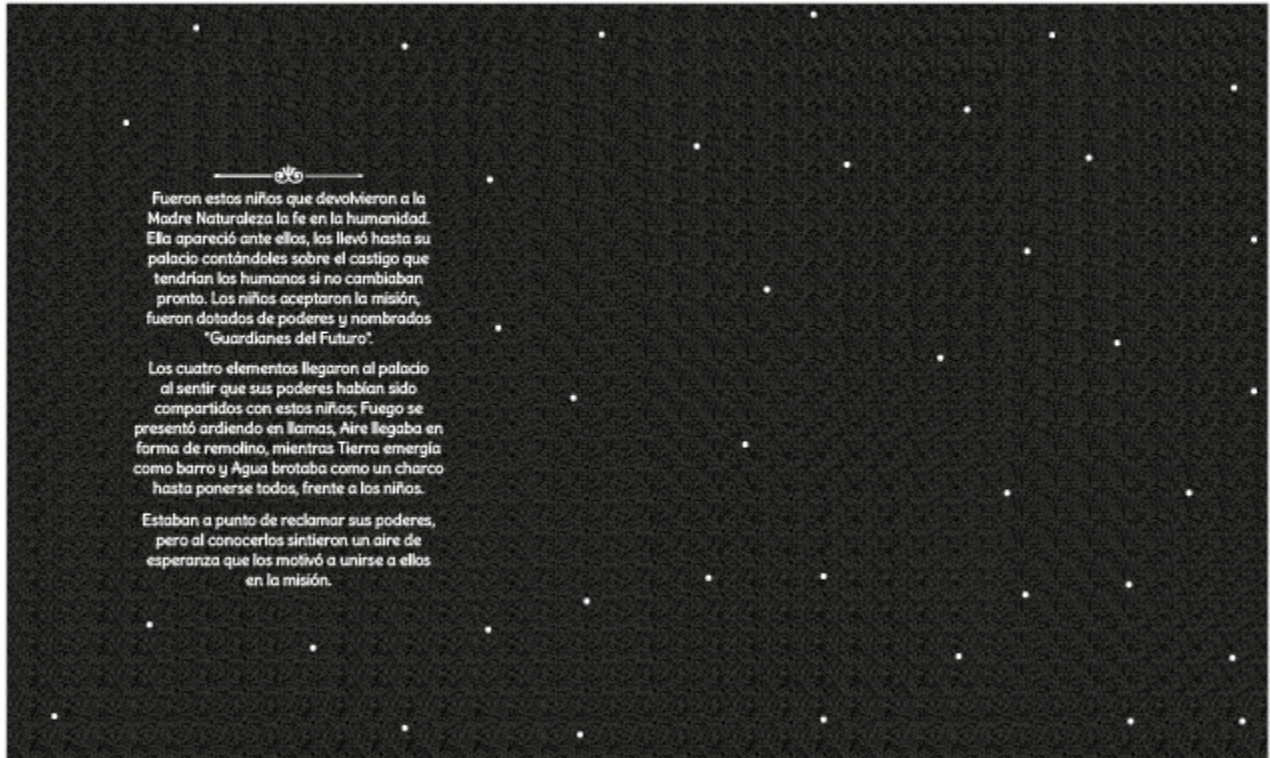 Fueron estos niños que devolvieron a la
Madre Naturaleza la fe en la humanidad.
Ella apareció ante ellos, los llevó hasta su
palacio contándoles sobre el castigo que
tendrían los humanos si no cambiaban
pronto. Los niños aceptaron la misión,
fueron dotados de poderes y nombrados
"Guardianes del Futuro".
Los cuatro elementos llegaron al palacio
al sentir que sus poderes habían sido
compartidos con estos niños; Fuego se
presentó ardiendo en llamas, Aire llegaba en
forma de remolino, mientras Tierra emergía
como barro y Agua brotaba como un charco
hasta ponerse todos, frente a los niños.
Estaban a punto de reclamar sus poderes,
pero al conocerlos sintieron un aire de
esperanza que los motivó a unirse a ellos
en la misión.